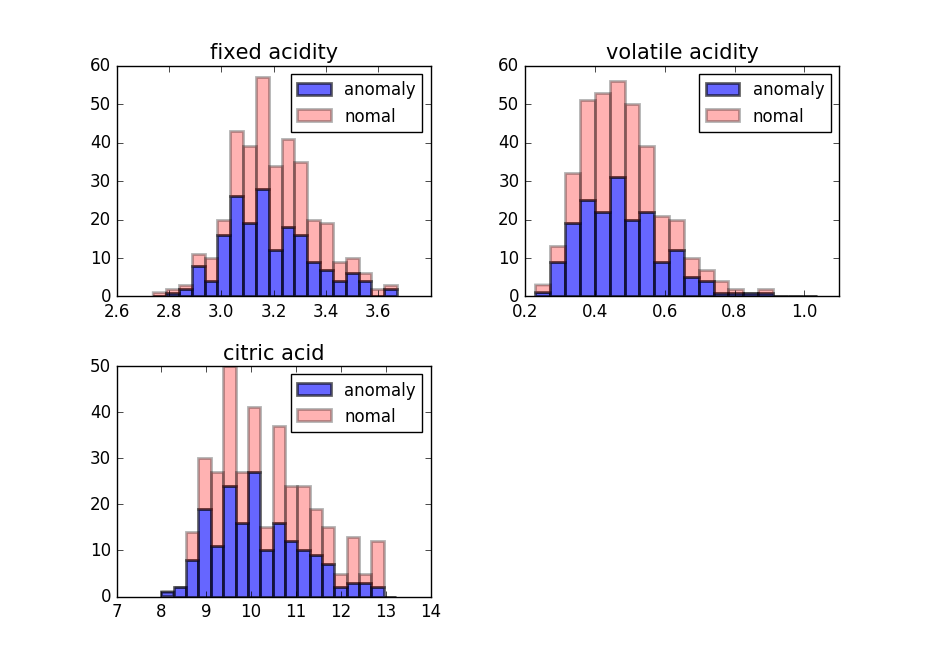 fixed acidity
60
50
40
30
20
10
0
anomaly
nomal
2.6 2.8 3.0 3.2 3.4 3.6
volatile acidity
60
50
40
30
20
10
0
anomaly
nomal
0.2 0.4 0.6 0.8 1.0
citric acid
50
40
30
20
10
0
anomaly
nomal
7 8 9 10 11 12 13 14